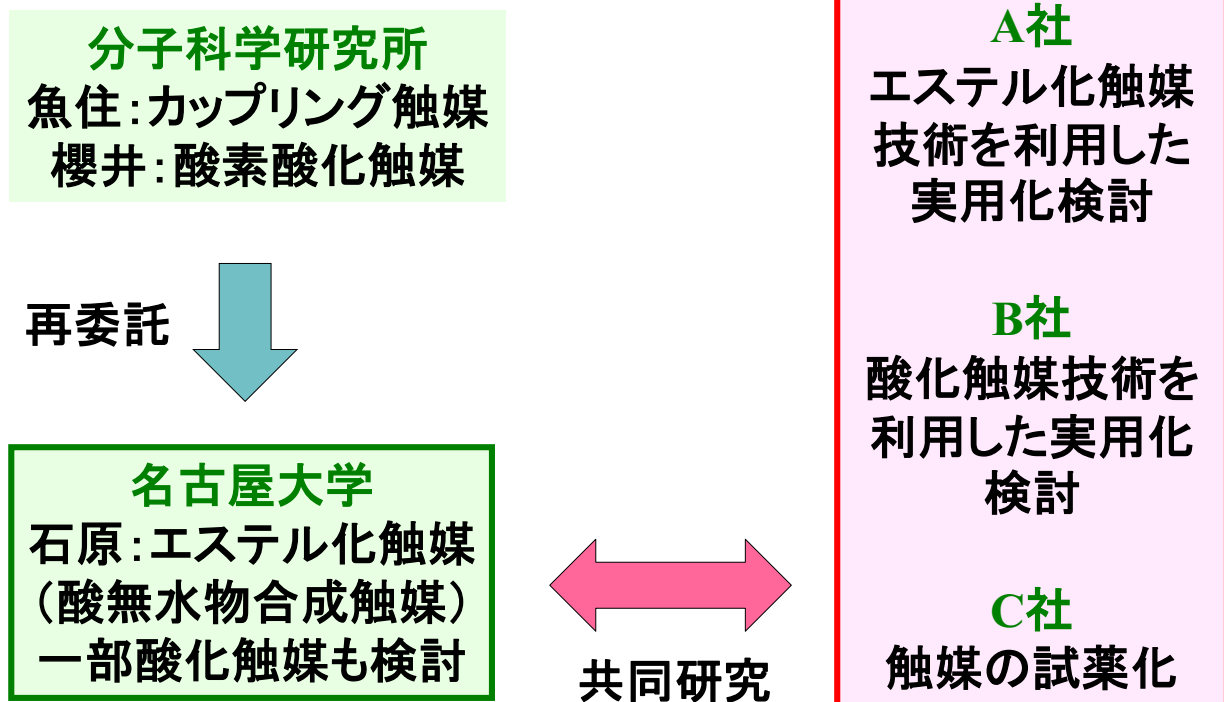 分子科学研究所
魚住：カップリング触媒
櫻井：酸素酸化触媒
再委託
名古屋大学
石原：エステル化触媒
（酸無水物合成触媒）
一部酸化触媒も検討
共同研究
A社
エステル化触媒
技術を利用した
実用化検討
B社
酸化触媒技術を
利用した実用化
検討
C社
触媒の試薬化